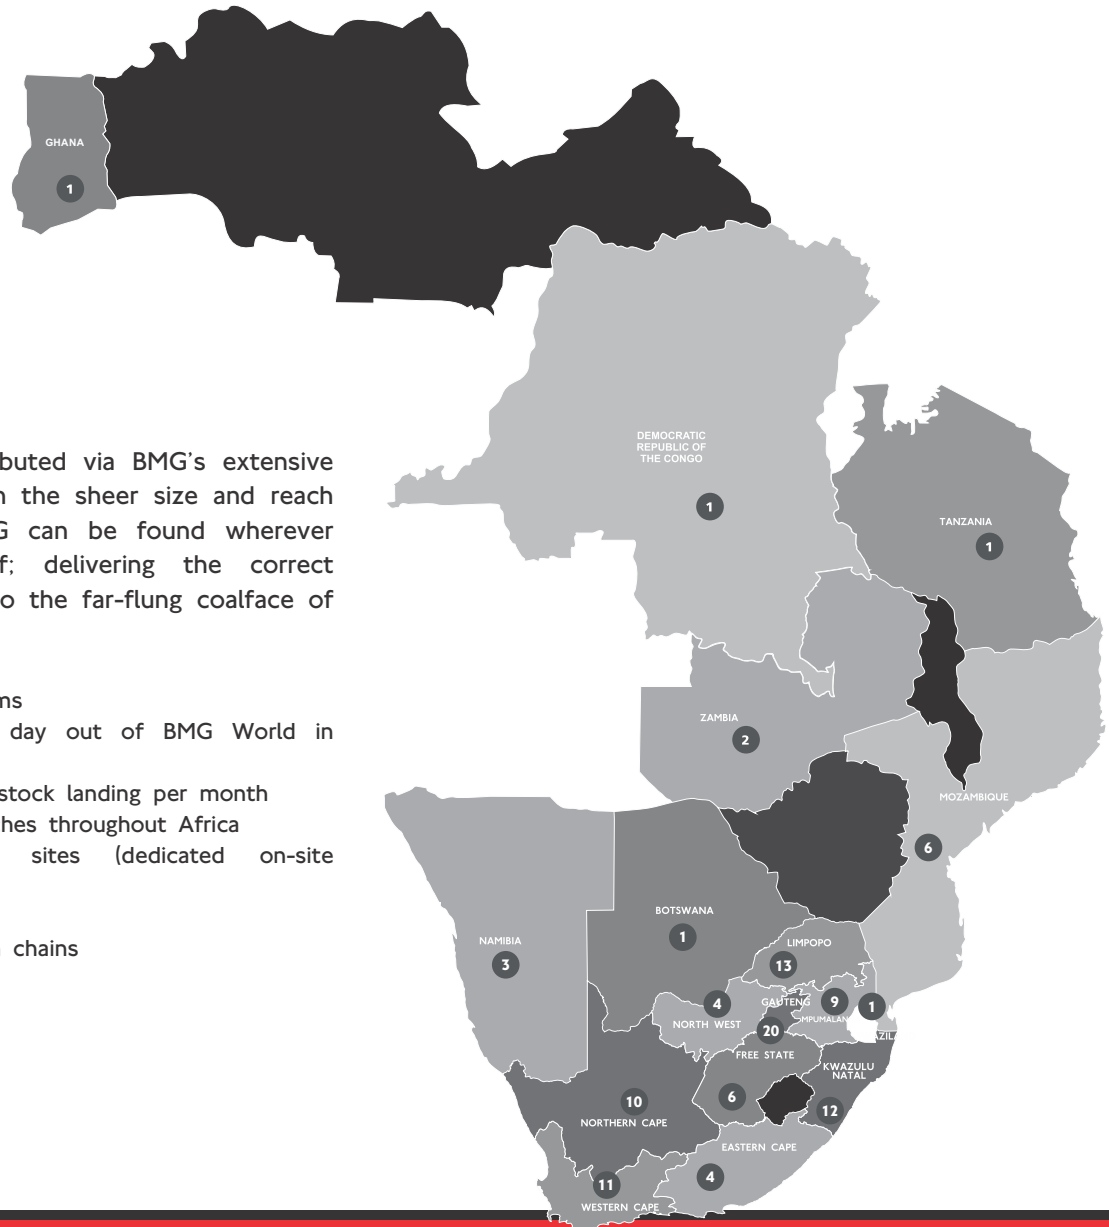 GHANA
1
buted via BMG's extensive
the sheer size and reach
G can be found wherever
delivering the correct
o the far-flung coalface of
ms
day out of BMG World in
stock landing per month
hes throughout Africa
sites (dedicated on-site
chains
DEMOCRATIC
REPUBLIC OF
THE CONGO
1
TANZANIA
1
ZAMBIA
2
MOZAMBIQUE
6
BOTSWANA
1
NAMIBIA
3
LIMPOPO
13
4
NORTH WEST
GAUTENG
20
9
MPUMALAN
1
AZIL
FREE STATE
6
KWAZULU
NATAL
12
10
NORTHERN CAPE
EASTERN CAPE
4
11
WESTERN CAPE